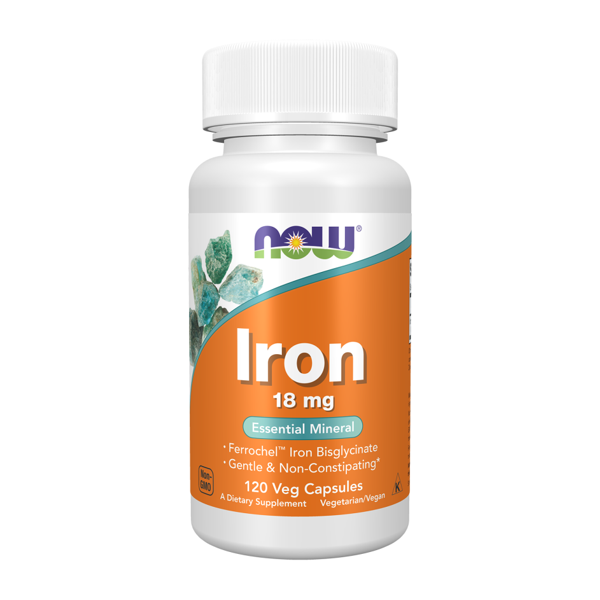 NOW®
Iron
18 mg
Essential Mineral
• Ferrochel™ Iron Bisglycinate
• Gentle & Non-Constipating*
120 Veg Capsules
A Dietary Supplement Vegetarian/Vegan
Non-
GMO
K